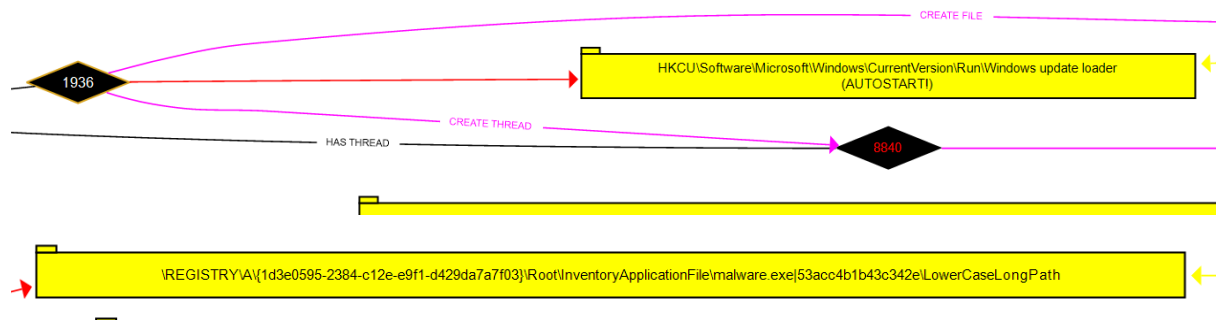 CREATE FILE
1936
HKCU\Software\Microsoft\Windows\CurrentVersion\Run\Windows update loader
(AUTOSTART!)
CREATE THREAD
HAS THREAD
8840
\REGISTRY\A\{1d3e0595-2384-c12e-e9f1-d429da7a7f03}\Root\InventoryApplicationFile\malware.exe|53acc4b1b43c342e\LowerCaseLongPath